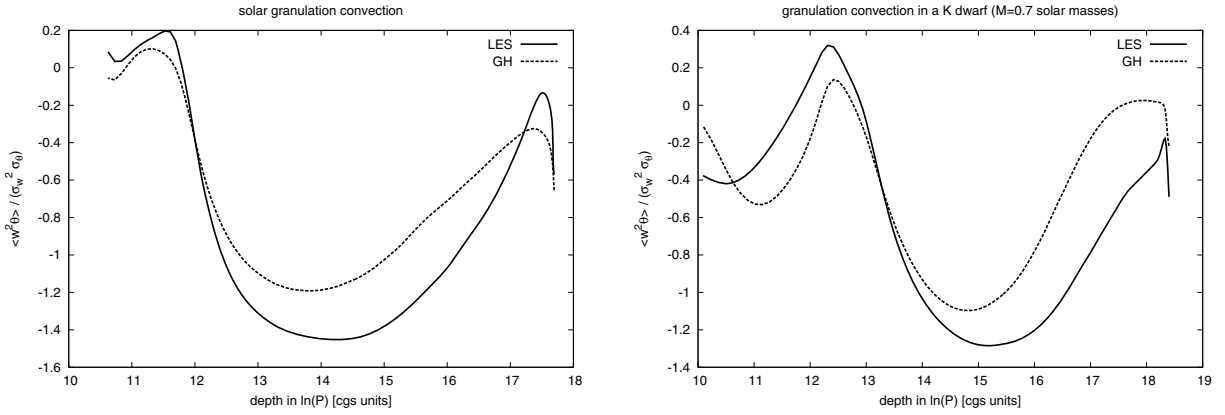 solar granulation convection
LES
GH
0.2
0
-0.2
-0.4
-0.6
-0.8
-1
-1.2
-1.4
-1.6
<w²θ> / (σ_w² σ_θ)
10 11 12 13 14 15 16 17 18
depth in ln(P) [cgs units]
granulation convection in a K dwarf (M=0.7 solar masses)
LES
GH
0.4
0.2
0
-0.2
-0.4
-0.6
-0.8
-1
-1.2
-1.4
<w²θ> / (σ_w² σ_θ)
10 11 12 13 14 15 16 17 18 19
depth in ln(P) [cgs units]